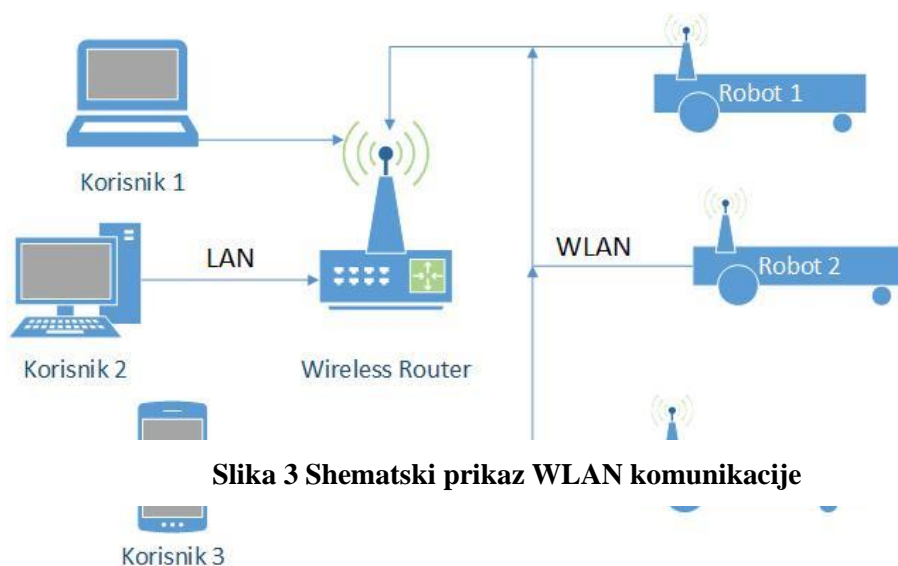 Robot 1
Korisnik 1
LAN
WLAN
Robot 2
Korisnik 2
Wireless Router
Slika 3 Shematski prikaz WLAN komunikacije
Korisnik 3